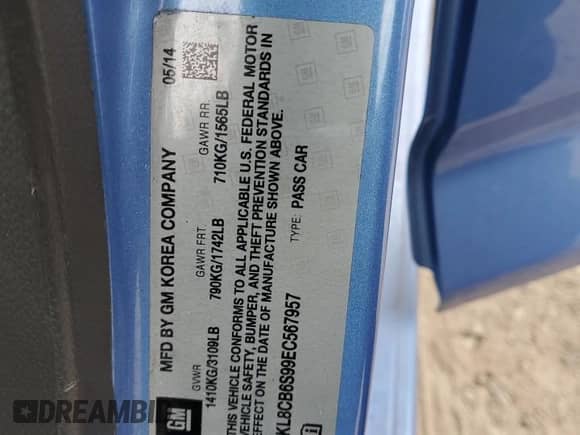 MFD BY GM KOREA COMPANY 05/14
GVWR GAWR FRT GAWR RR
1410KG/3109LB 790KG/1742LB 710KG/1565LB
THIS VEHICLE CONFORMS TO ALL APPLICABLE U.S. FEDERAL MOTOR
VEHICLE SAFETY, BUMPER, AND THEFT PREVENTION STANDARDS IN
EFFECT ON THE DATE OF MANUFACTURE SHOWN ABOVE.
KL8CB6S99EC567957 TYPE: PASS CAR
GM
DREAMBID